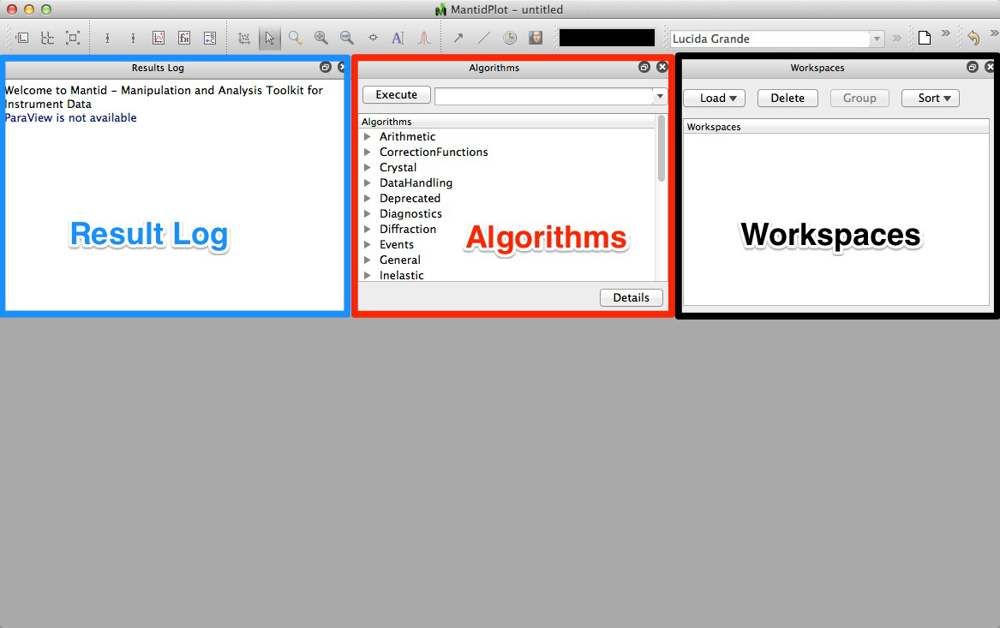 MantidPlot - untitled
Lucida Grande
Results Log
Welcome to Mantid - Manipulation and Analysis Toolkit for
Instrument Data
ParaView is not available
Result Log
Algorithms
Execute
Algorithms
Arithmetic
CorrectionFunctions
Crystal
DataHandling
Deprecated
Diagnostics
Diffraction
Events
General
Inelastic
Algorithms
Details
Workspaces
Load
Delete
Group
Sort
Workspaces
Workspaces